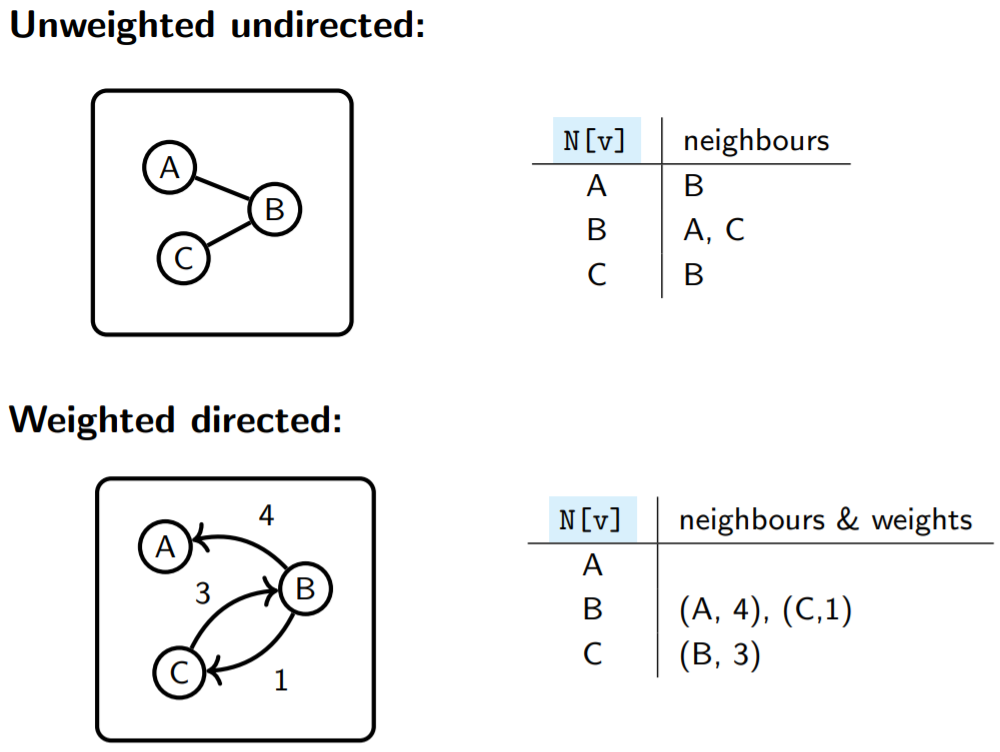 Unweighted undirected:
A
B
C
N[v] neighbours
A B
B A, C
C B
Weighted directed:
4
A
3 B
C
1
N[v] neighbours & weights
A
B (A, 4), (C,1)
C (B, 3)